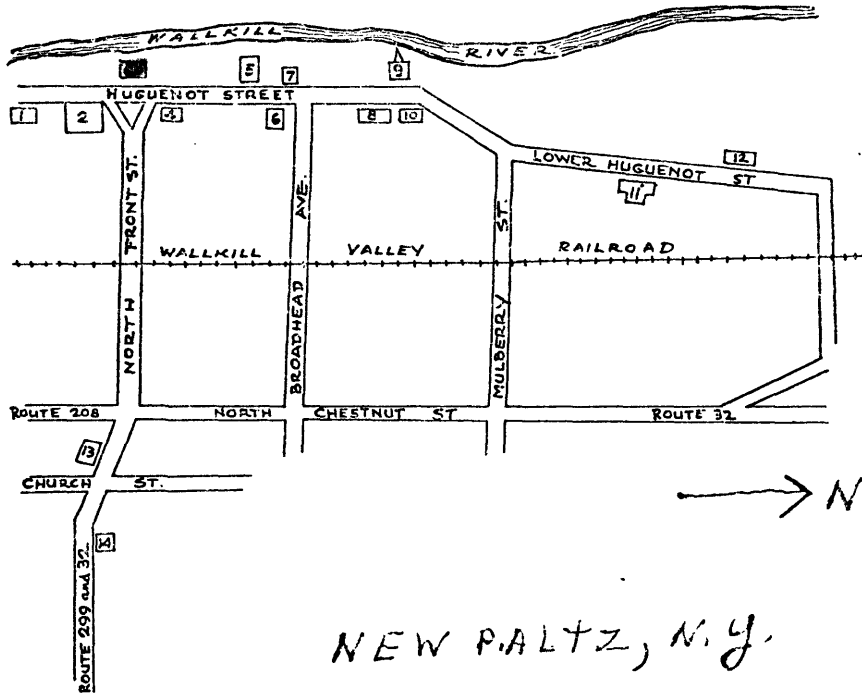 WALLKILL RIVER
5
7
9
HUGUENOT STREET
1
2
4
6
8
10
12
LOWER HUGUENOT ST
11
NORTH FRONT ST.
BROADHEAD AVE.
MULBERRY ST.
WALLKILL VALLEY RAILROAD
ROUTE 208
NORTH CHESTNUT ST
ROUTE 32
13
CHURCH ST.
14
ROUTE 299 and 32
N
NEW PALTZ, N.Y.